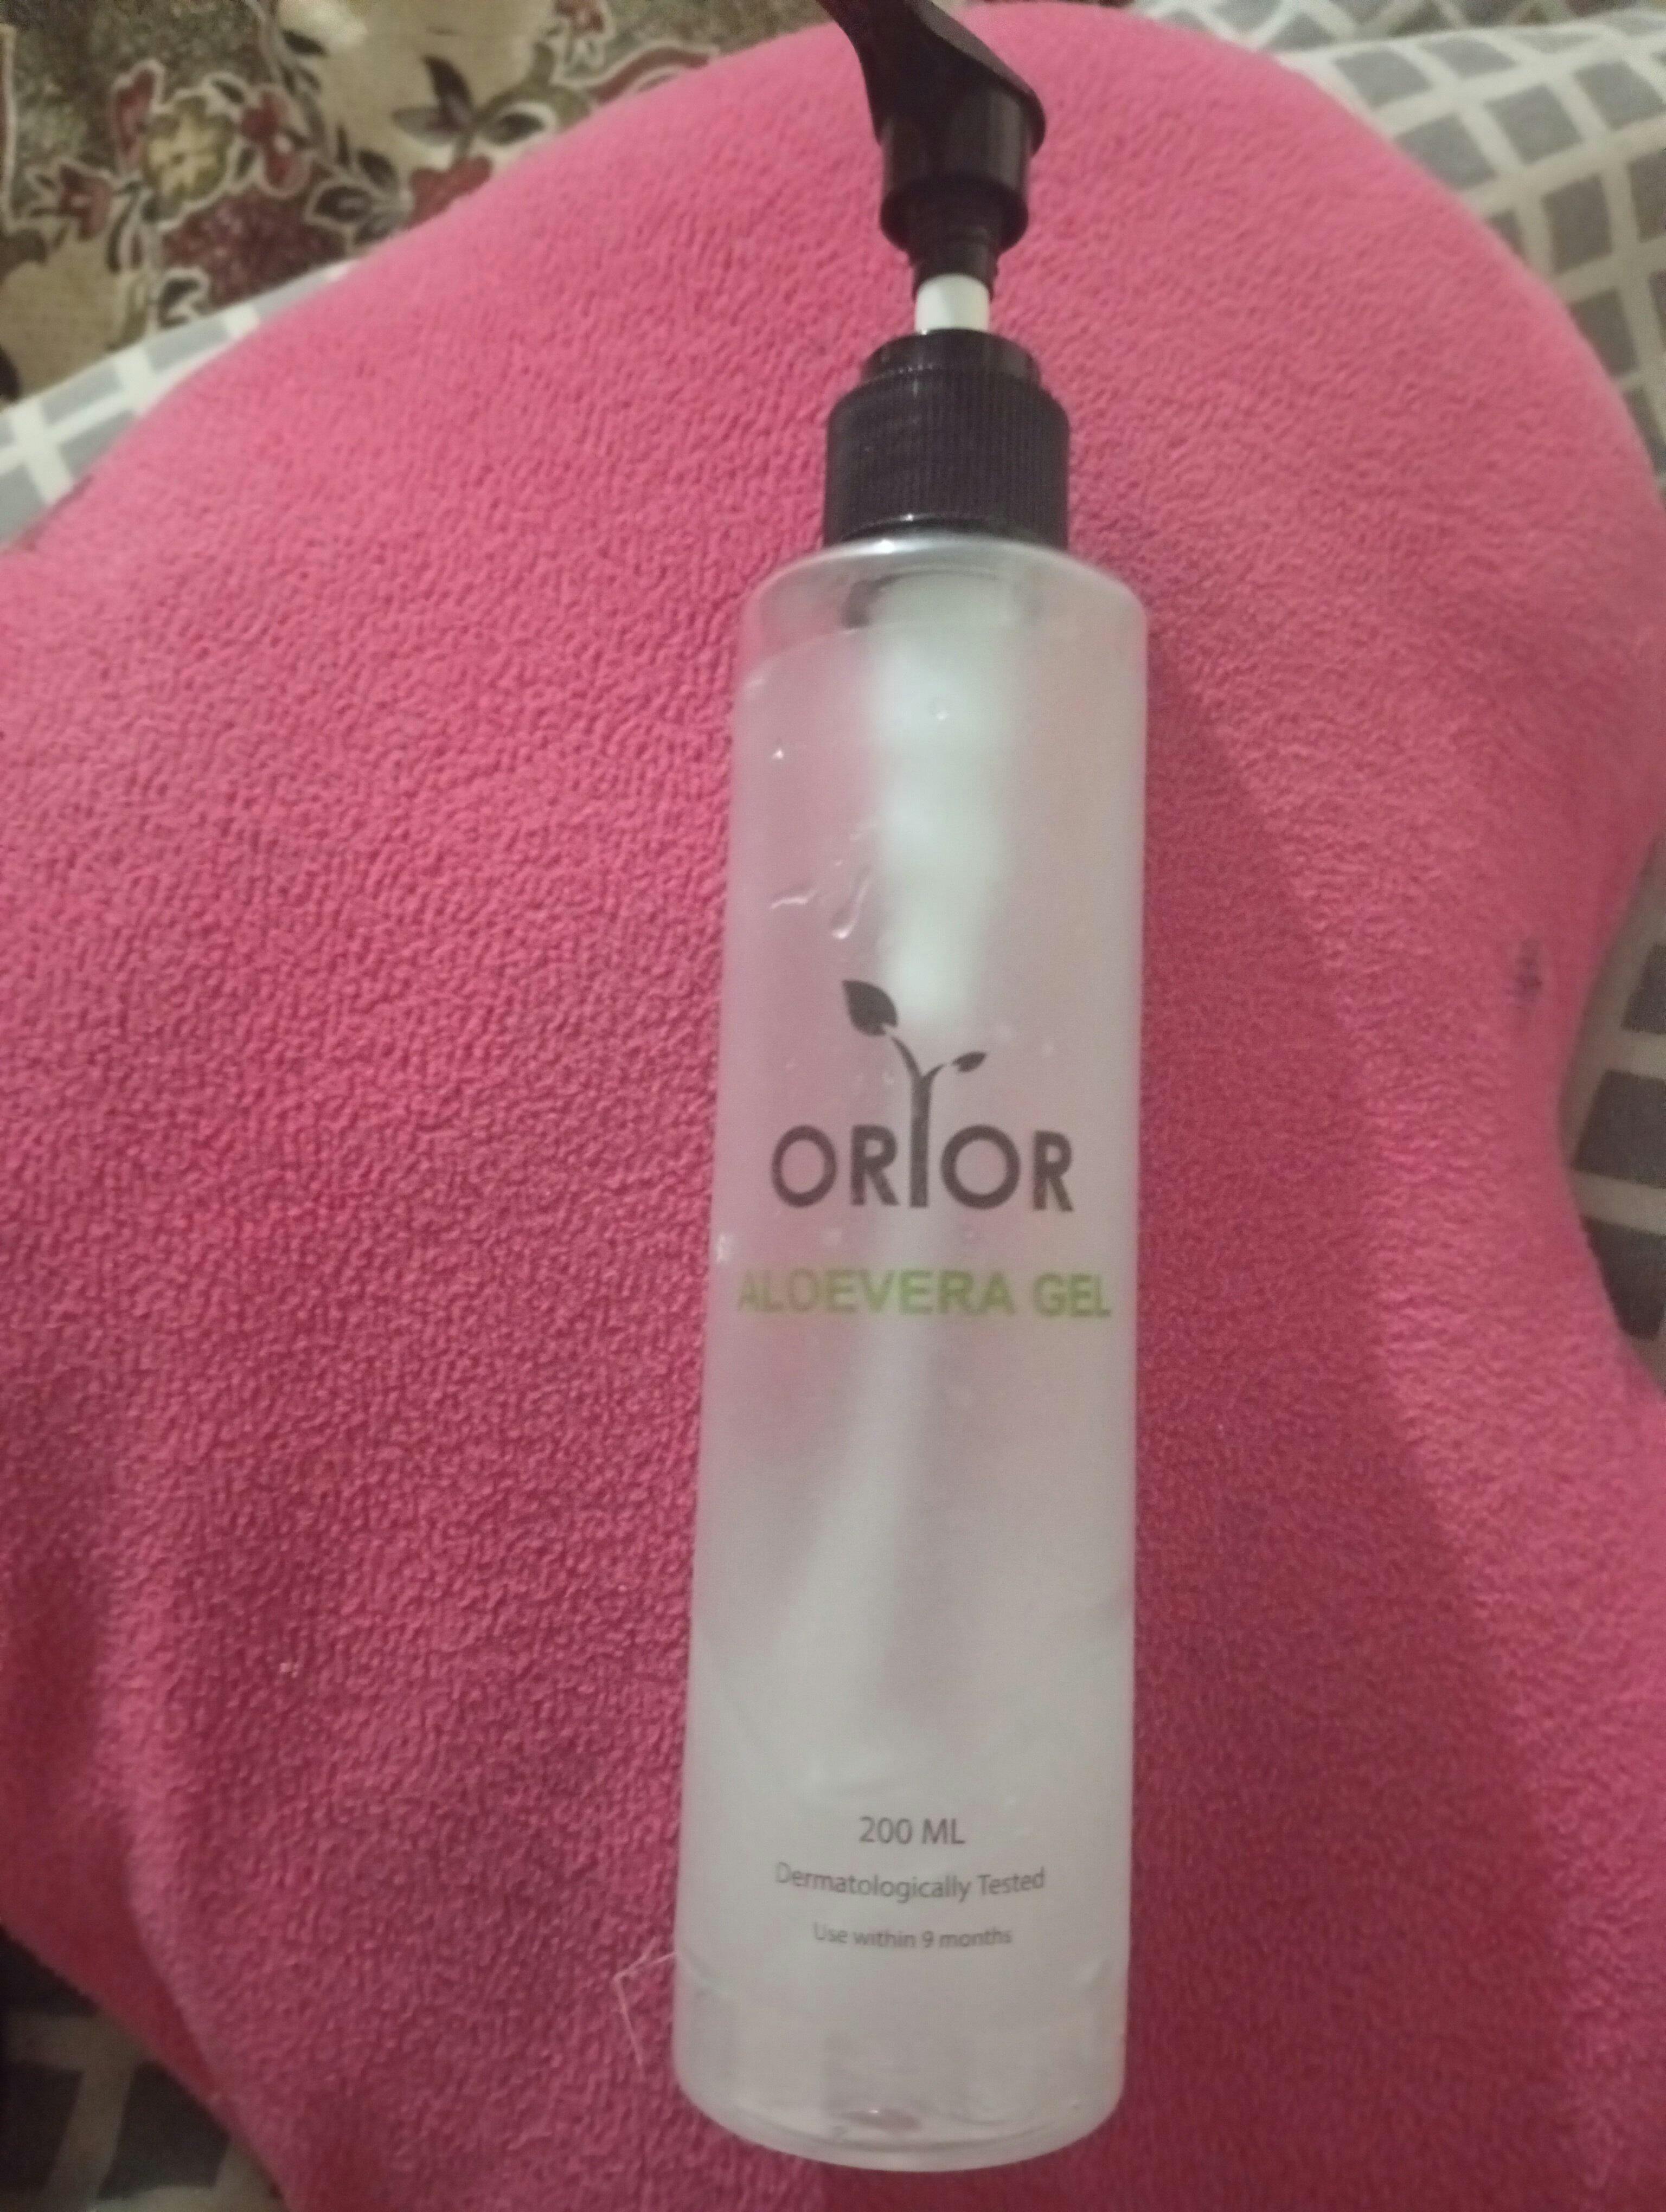 ORIOR
ALOEVERA GEL
200 ML
Dermatologically Tested
Use within 9 months